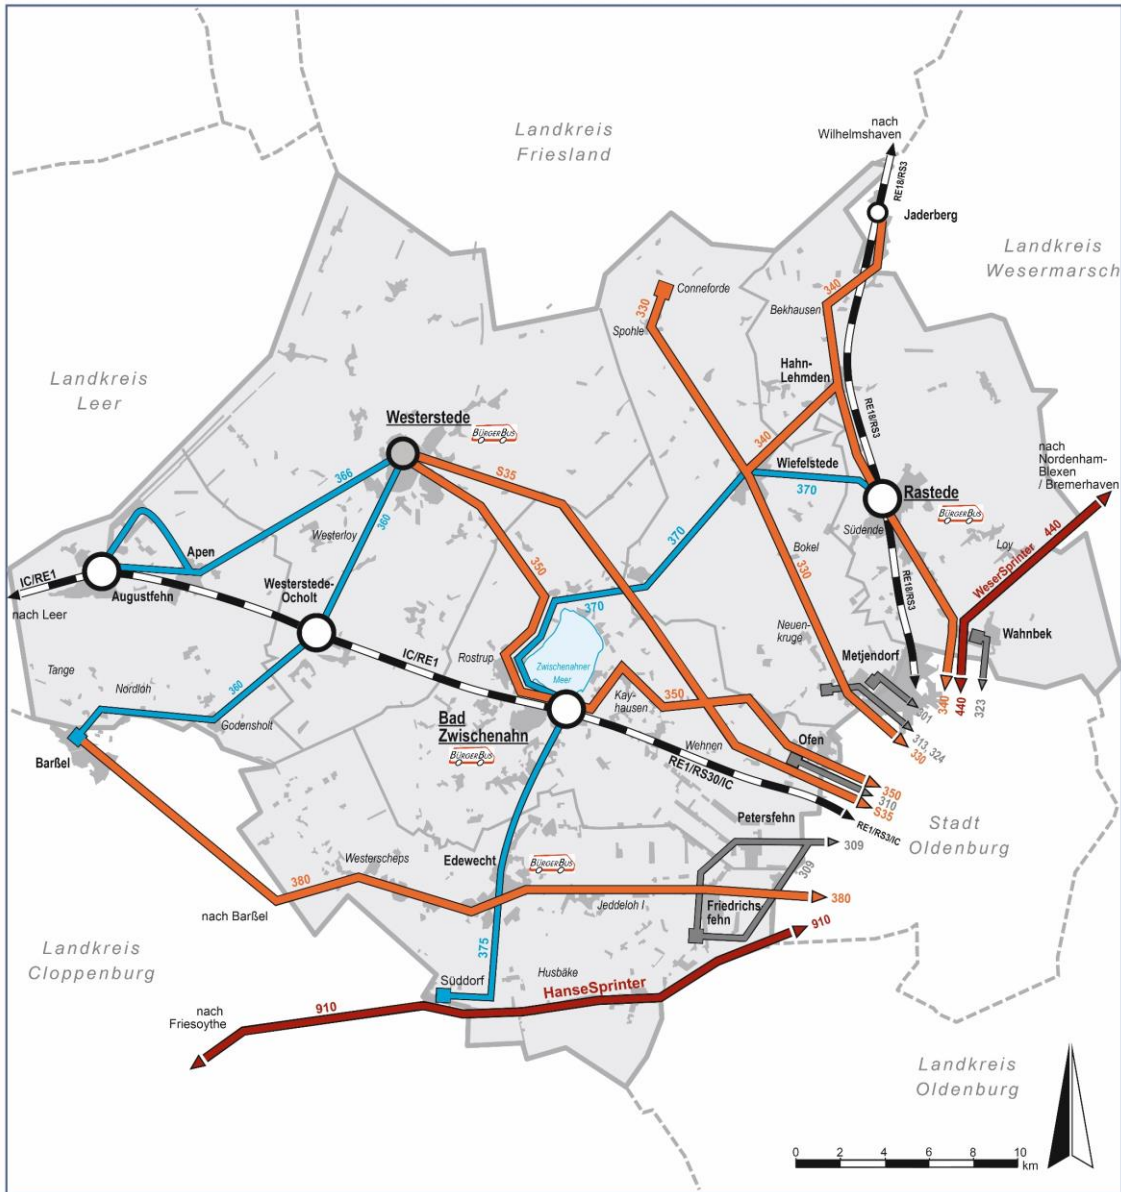 nach
Wilhelmshaven
Landkreis
Friesland
RE18/RS3
Jaderberg
Landkreis
Wesermarsch
Conneforde
340
Bekhausen
330
Spohle
Hahn-
Lehmden
Landkreis
Leer
RE18/RS3
Westerstede
BÜRGERBUS
340
nach
Nordenham-
Blexen
/ Bremerhaven
S35
Wiefelstede
366
370
Rastede
BÜRGERBUS
360
Südende
440
Westerloy
370
Loy
Apen
Bokel
WeserSprinter
350
330
IC/RE1
Westerstede-
Ocholt
RE18/RS3
Augustfehn
nach Leer
370
Neuen-
kruge
Wahnbek
IC/RE1
Rostrup
Metjendorf
Tange
Zwischenahner
Meer
Nordloh
360
Kay-
hausen
350
340
440
323
301
Godensholt
Bad
Zwischenahn
313, 324
Ofen
330
Wehnen
BÜRGERBUS
Barßel
RE1/RS30/IC
350
310
S35
Petersfehn
RE1/RS3/IC
Stadt
Oldenburg
309
Westerscheps
Edewecht
BÜRGERBUS
309
380
380
Jeddeloh I
Friedrichs
fehn
nach Barßel
910
Landkreis
Cloppenburg
375
Süddorf
Husbäke
HanseSprinter
910
nach
Friesoythe
Landkreis
Oldenburg
0 2 4 6 8 10
km